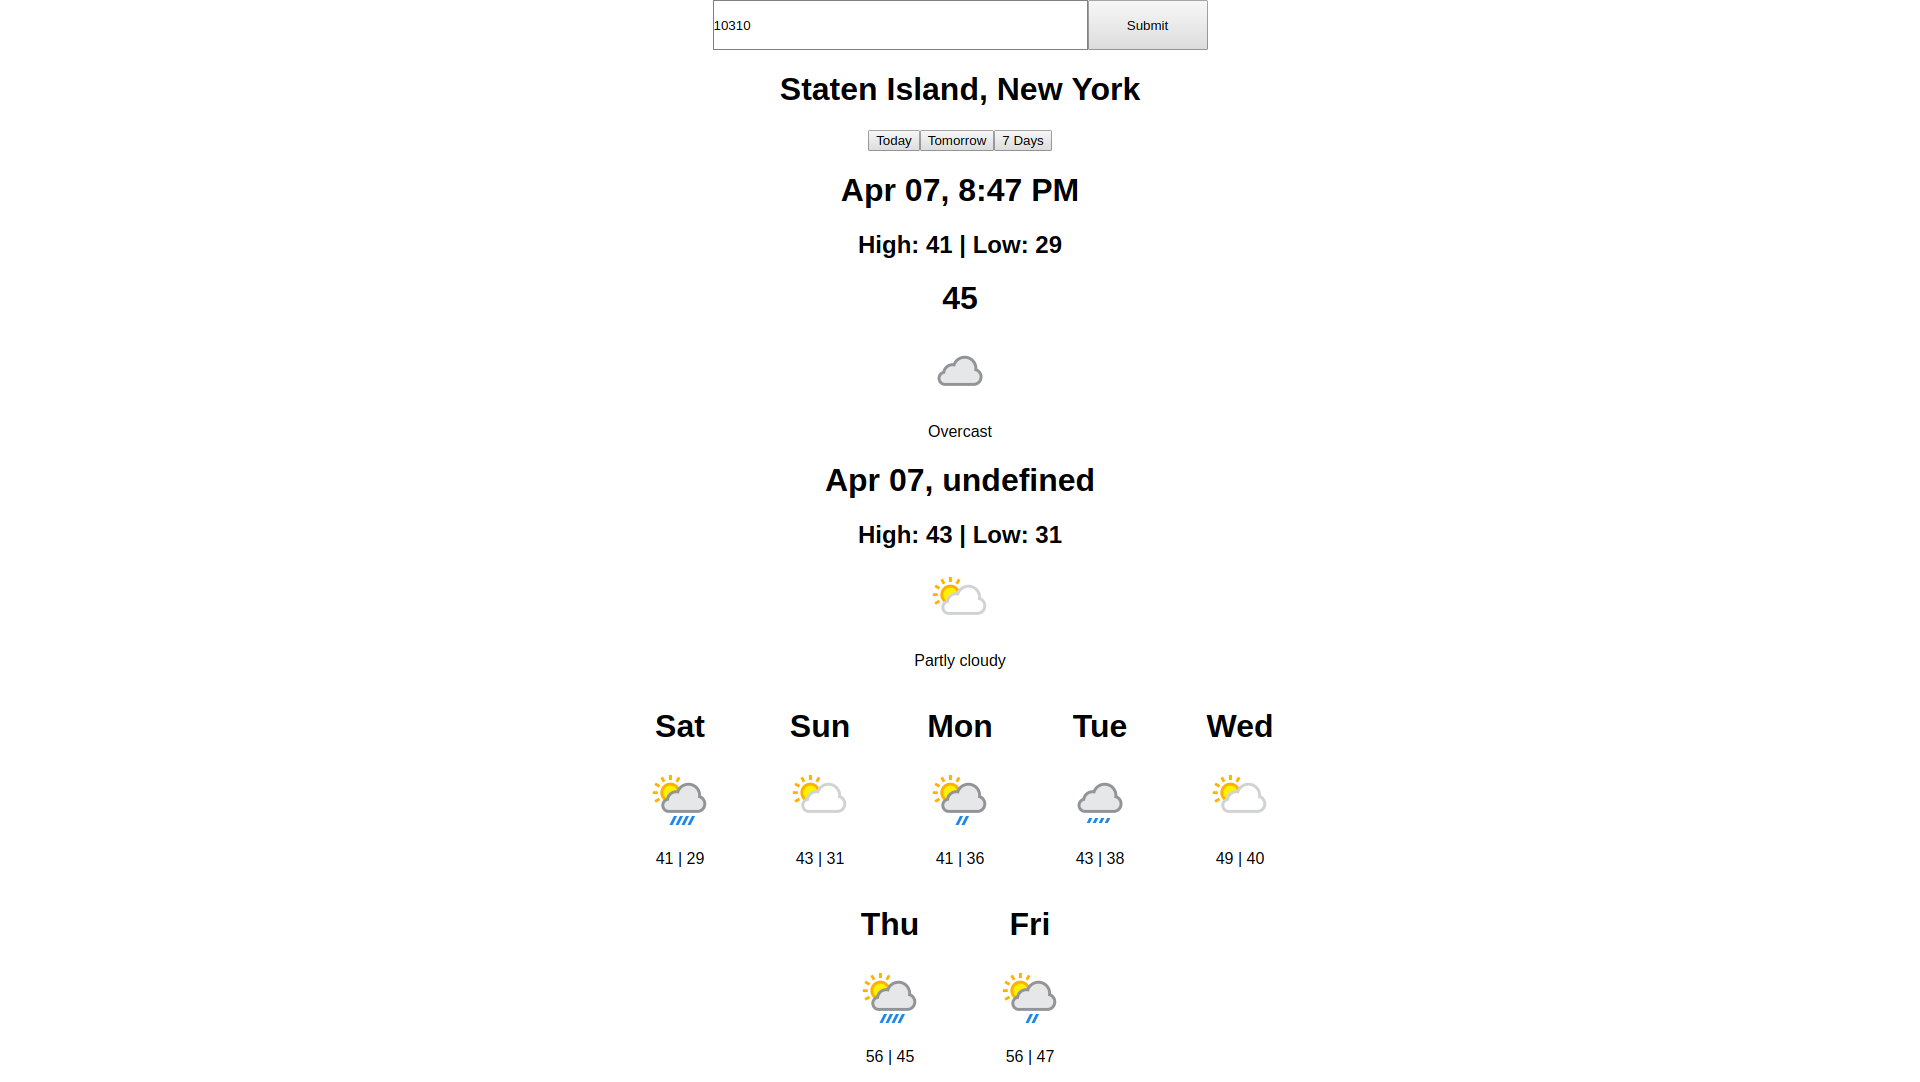 10310 Submit
Staten Island, New York
Today Tomorrow 7 Days
Apr 07, 8:47 PM
High: 41 | Low: 29
45
Overcast
Apr 07, undefined
High: 43 | Low: 31
Partly cloudy
Sat Sun Mon Tue Wed
41 | 29 43 | 31 41 | 36 43 | 38 49 | 40
Thu Fri
56 | 45 56 | 47